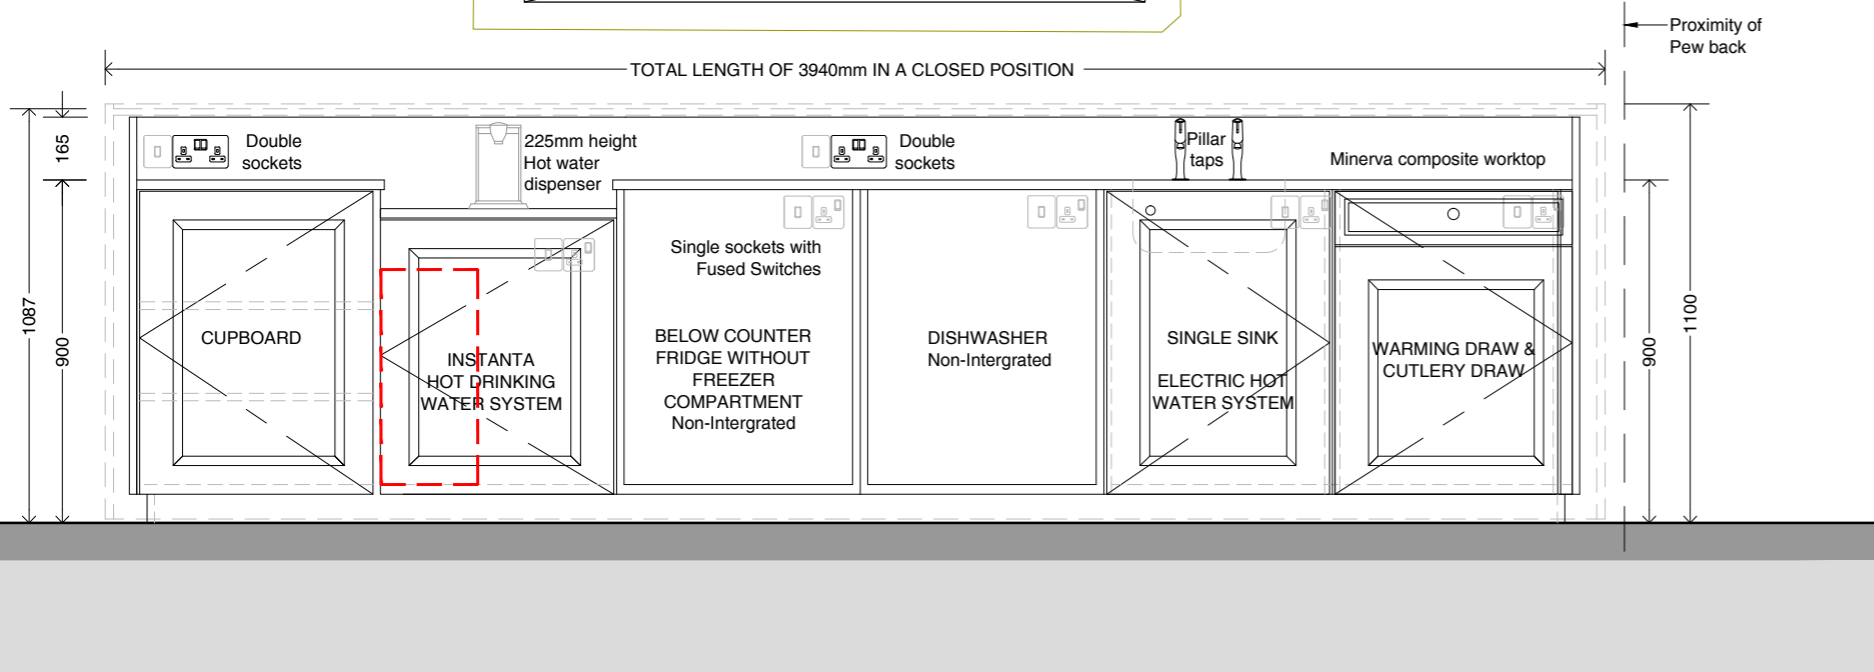 Proximity of
Pew back
TOTAL LENGTH OF 3940mm IN A CLOSED POSITION
165
1087
900
Double
sockets
225mm height
Hot water
dispenser
Double
sockets
Pillar
taps
Minerva composite worktop
Single sockets with
Fused Switches
CUPBOARD
INSTANTA
HOT DRINKING
WATER SYSTEM
BELOW COUNTER
FRIDGE WITHOUT
FREEZER
COMPARTMENT
Non-Intergrated
DISHWASHER
Non-Intergrated
SINGLE SINK
ELECTRIC HOT
WATER SYSTEM
WARMING DRAW &
CUTLERY DRAW
900
1100